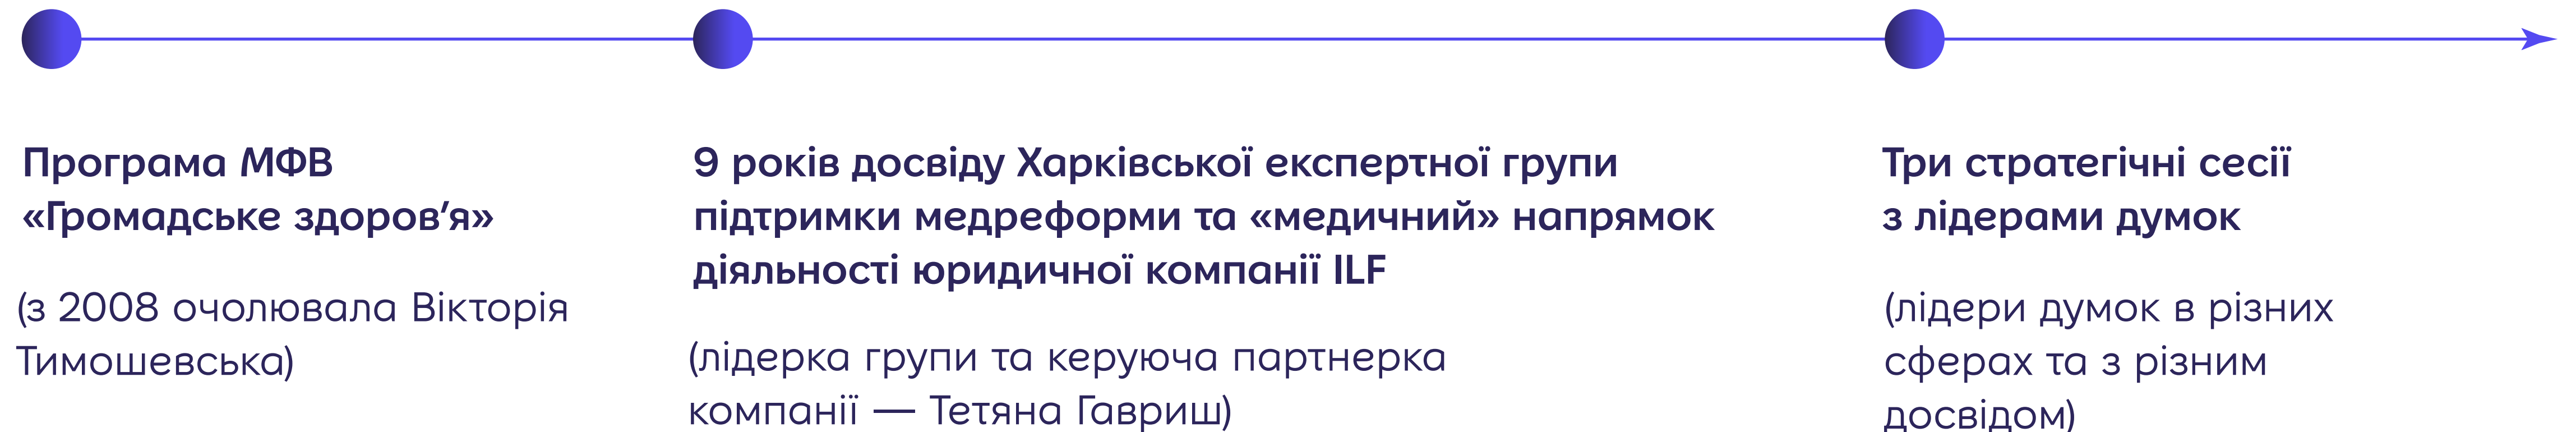 Програма МФВ
«Громадське здоров’я»
(з 2008 очолювала Вікторія
Тимошевська)
9 років досвіду Харківської експертної групи
підтримки медреформи та «медичний» напрямок
діяльності юридичної компанії ILF
(лідерка групи та керуюча партнерка
компанії — Тетяна Гавриш)
Три стратегічні сесії
з лідерами думок
(лідери думок в різних
сферах та з різним
досвідом)